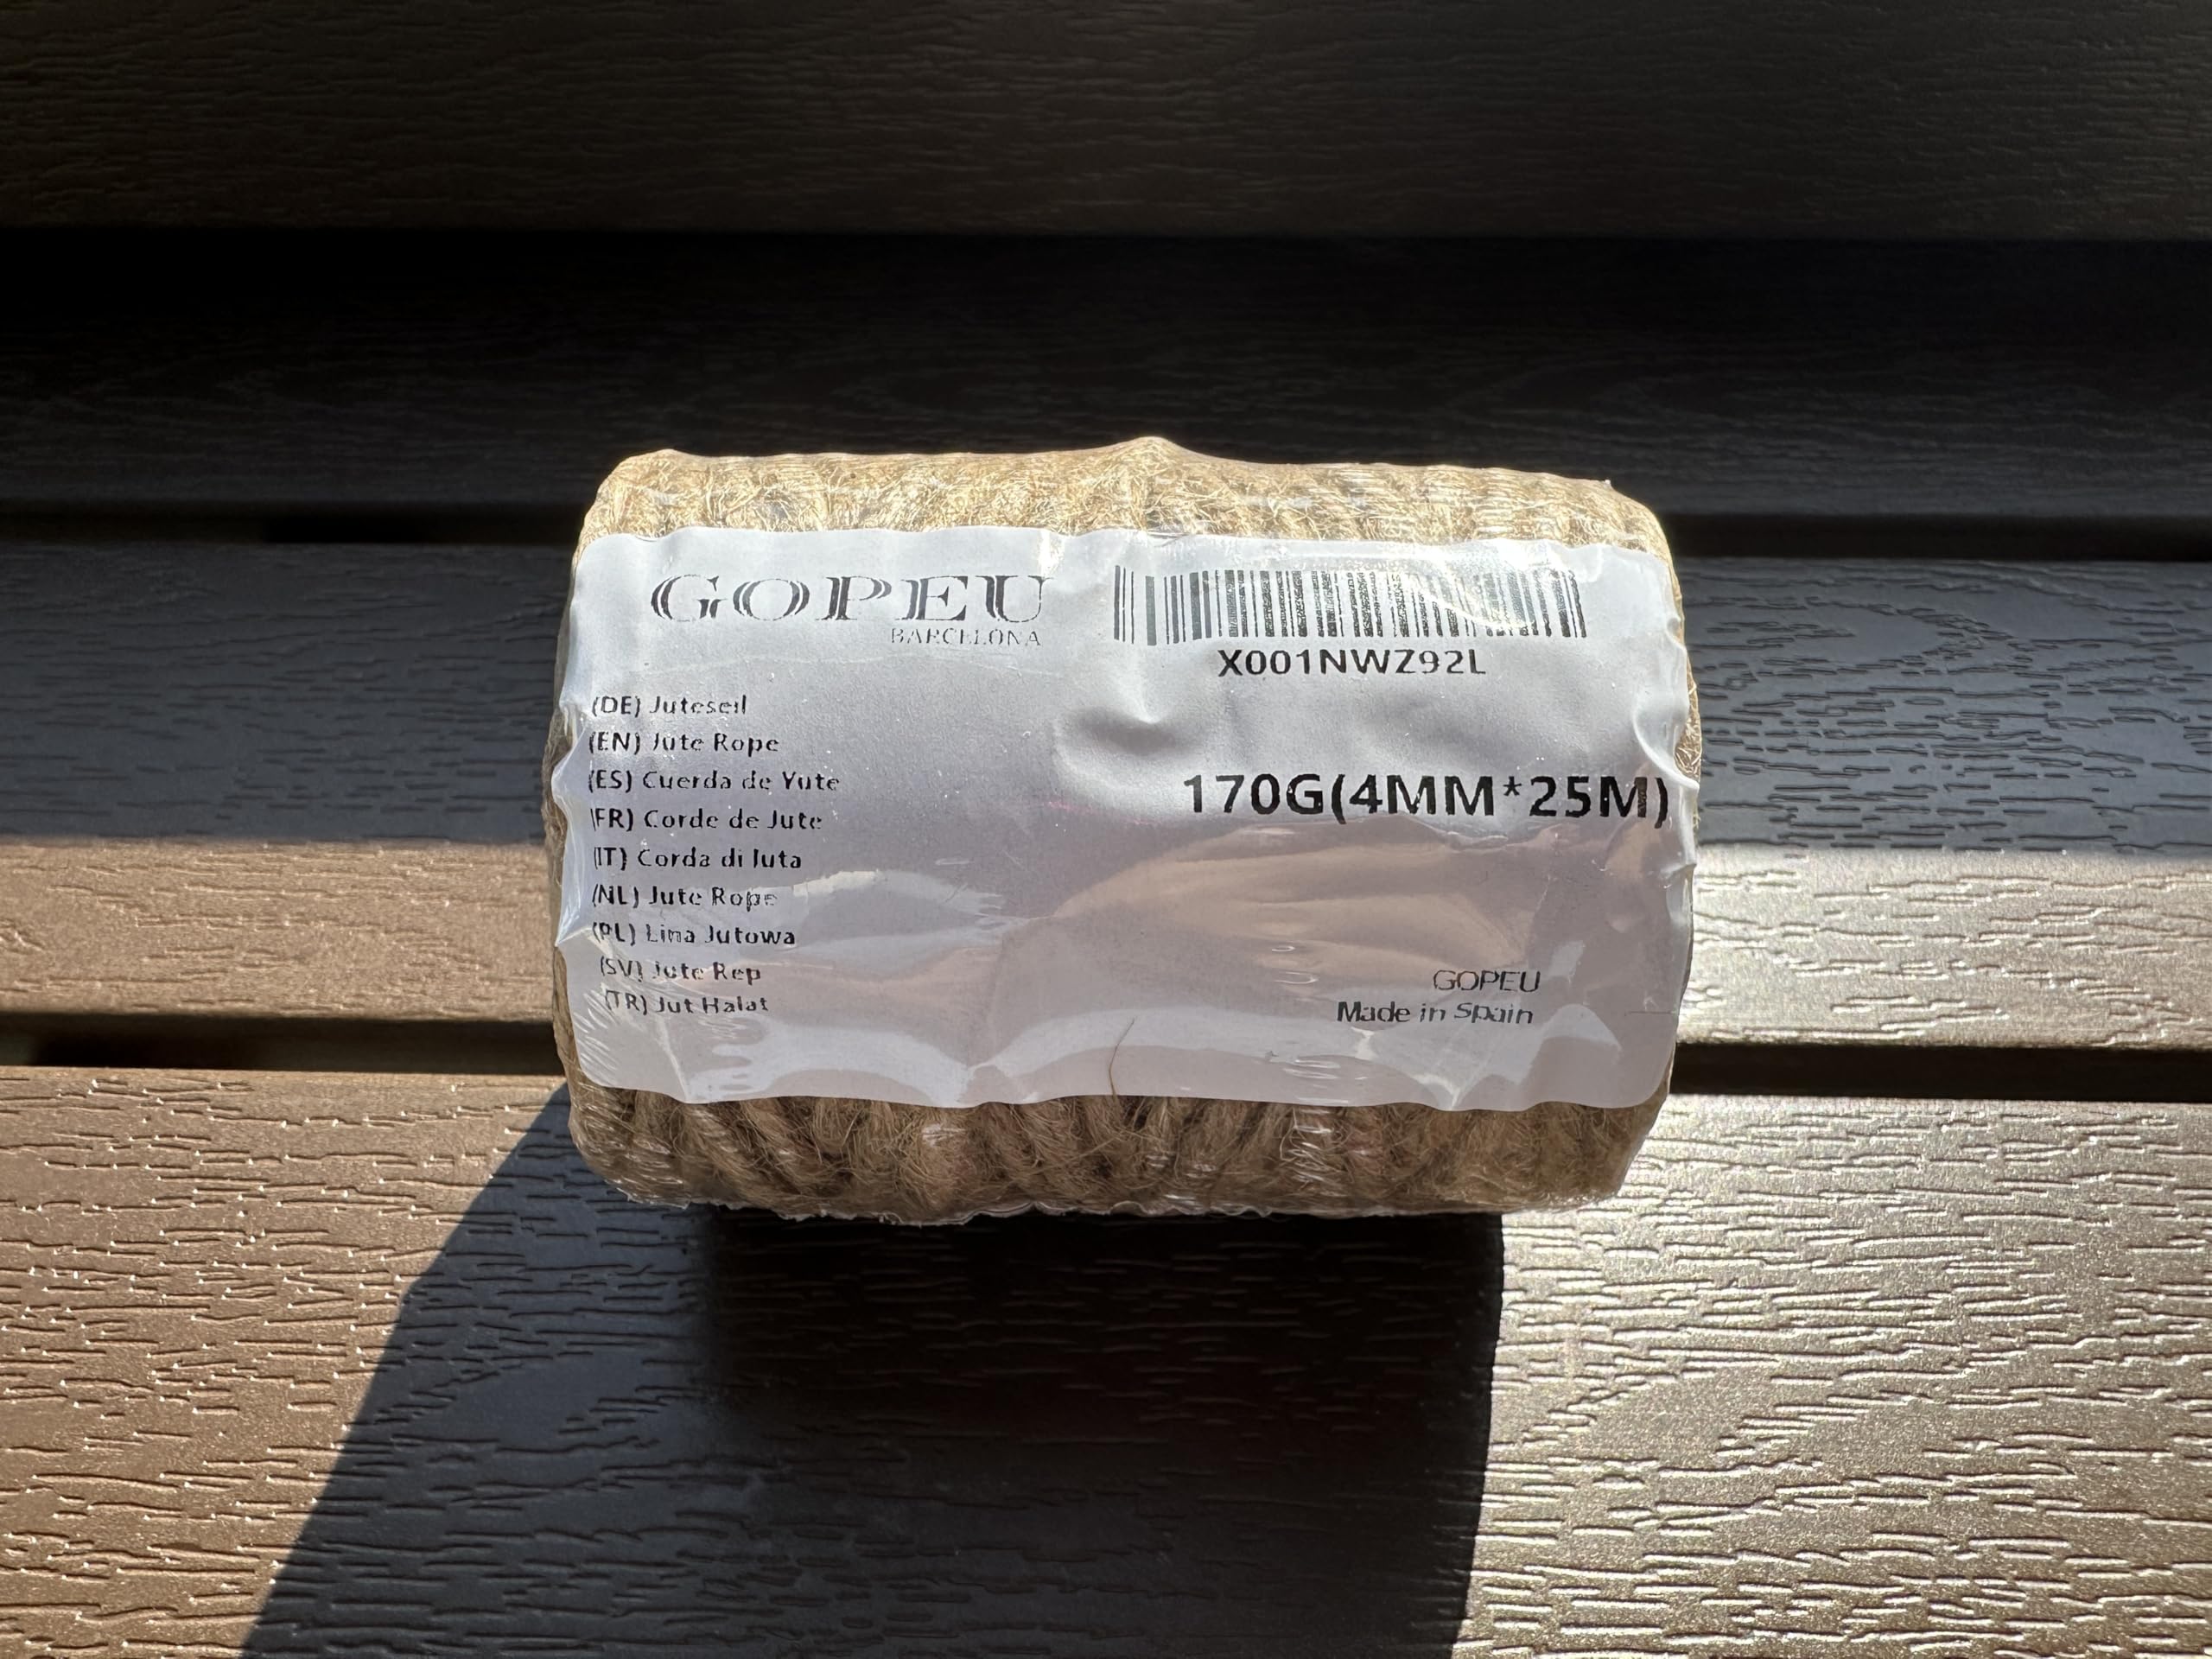 GOPEU
BARCELONA
X001NWZ92L
(DE) Juteseil
(EN) Jute Rope
(ES) Cuerda de Yute
(FR) Corde de Jute
(IT) Corda di Iuta
(NL) Jute Rope
(PL) Lina Jutowa
(SV) Jute Rep
(TR) Jut Halat
170G(4MM*25M)
GOPEU
Made in Spain